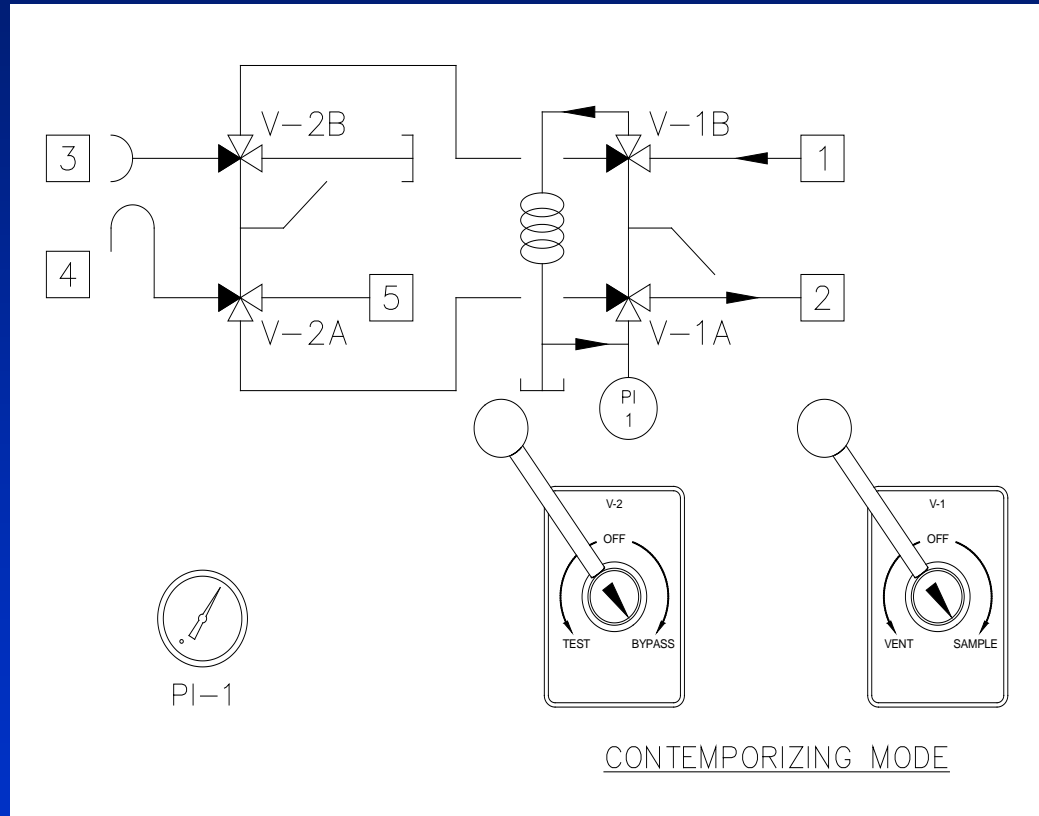 V-2B
V-1B
3
1
4
5
2
V-2A
V-1A
PI
1
V-2
OFF
TEST
BYPASS
V-1
OFF
VENT
SAMPLE
PI-1
CONTEMPORIZING MODE